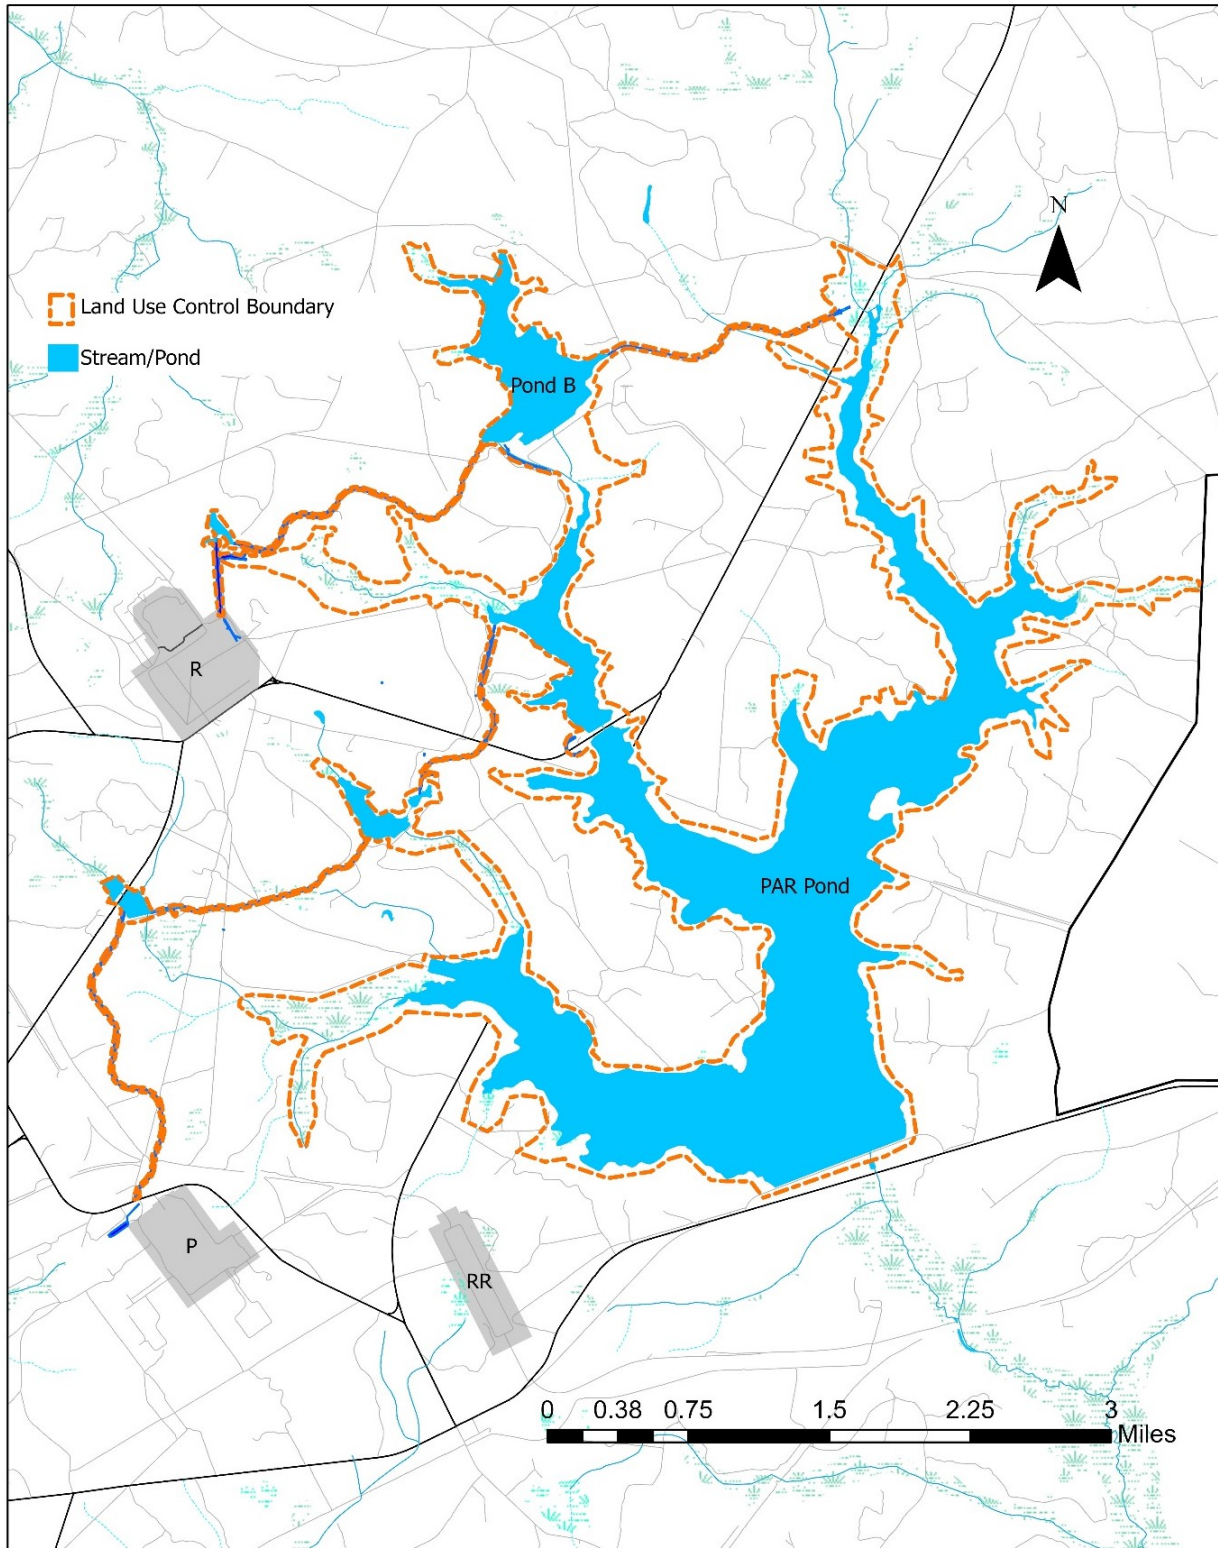 N
Land Use Control Boundary
Stream/Pond
Pond B
R
PAR Pond
P
RR
0 0.38 0.75 1.5 2.25 3
Miles